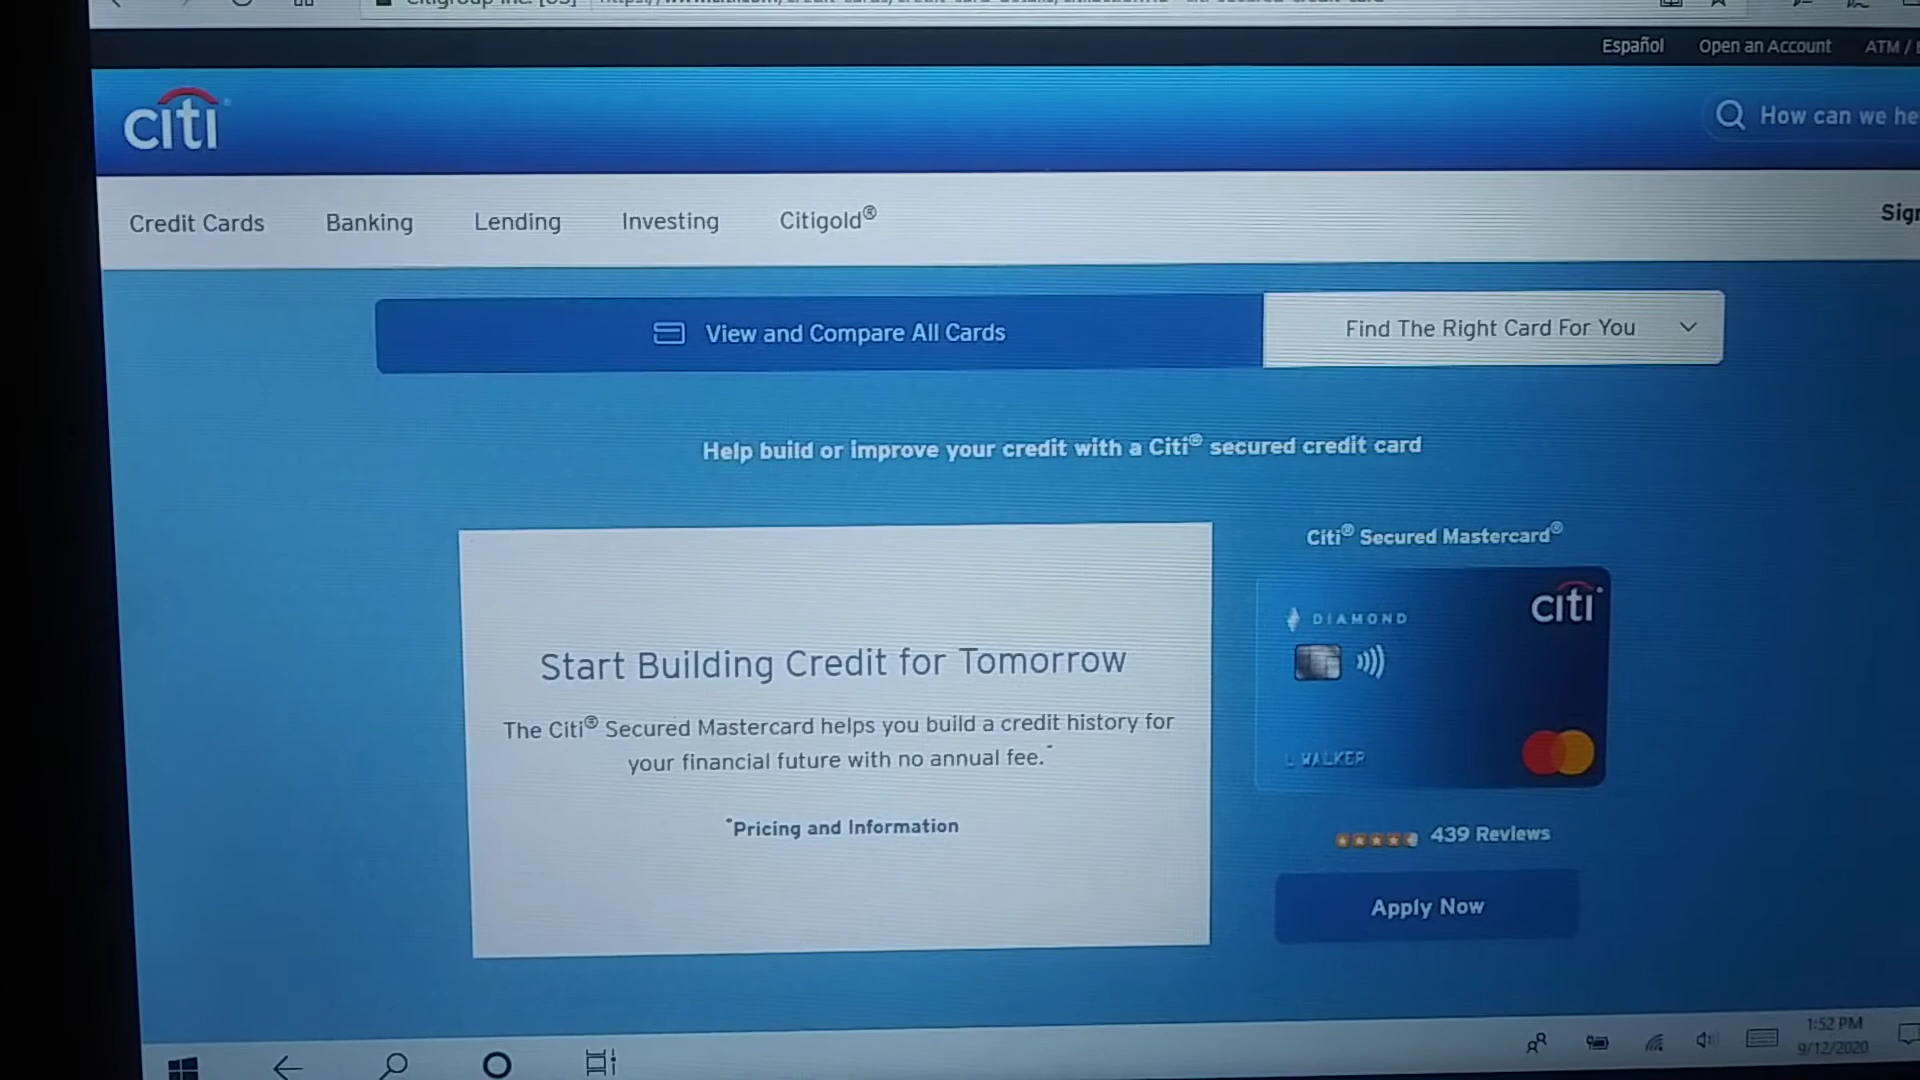 Citigroup Inc. [US]
Español Open an Account ATM /
citi
How can we he
Credit Cards Banking Lending Investing Citigold®
Sign
View and Compare All Cards
Find The Right Card For You
Help build or improve your credit with a Citi® secured credit card
Citi® Secured Mastercard®
citi
DIAMOND
Start Building Credit for Tomorrow
The Citi® Secured Mastercard helps you build a credit history for
your financial future with no annual fee.*
L WALKER
*Pricing and Information
439 Reviews
Apply Now
1:52 PM
9/12/2020